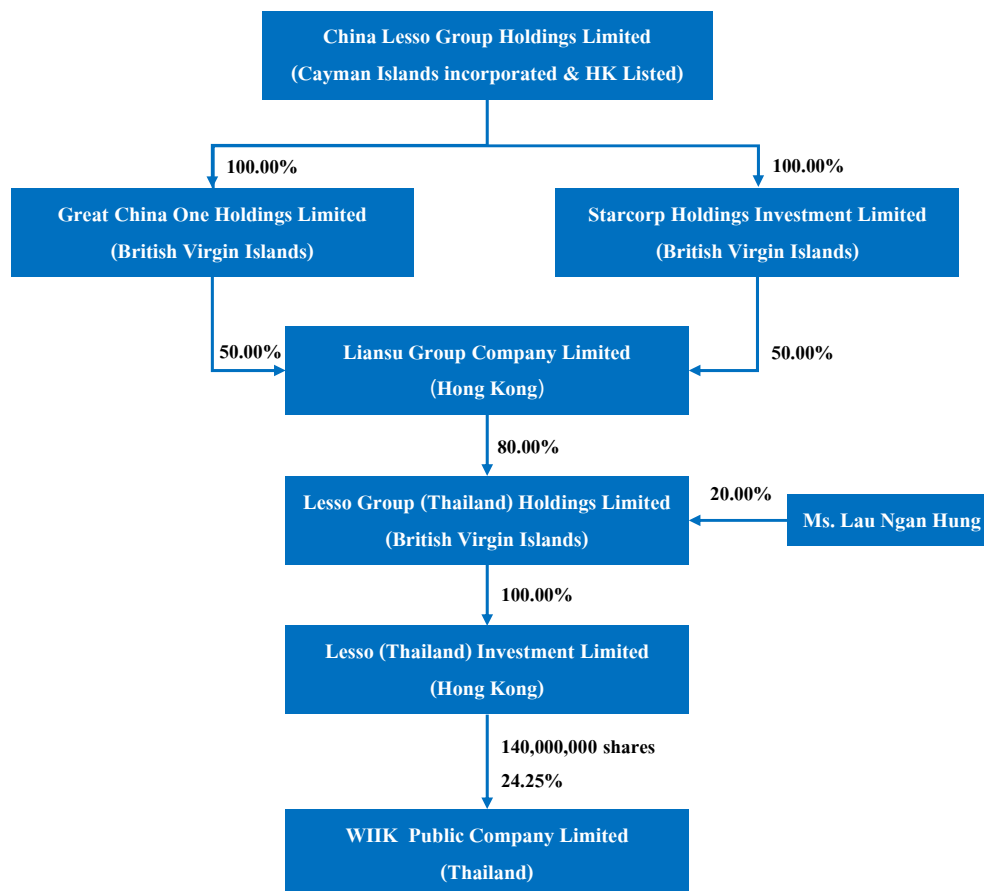 China Lesso Group Holdings Limited
(Cayman Islands incorporated & HK Listed)
100.00%
100.00%
Great China One Holdings Limited
(British Virgin Islands)
Starcorp Holdings Investment Limited
(British Virgin Islands)
50.00%
50.00%
Liansu Group Company Limited
(Hong Kong)
80.00%
Lesso Group (Thailand) Holdings Limited
(British Virgin Islands)
20.00%
Ms. Lau Ngan Hung
100.00%
Lesso (Thailand) Investment Limited
(Hong Kong)
140,000,000 shares
24.25%
WIIK Public Company Limited
(Thailand)